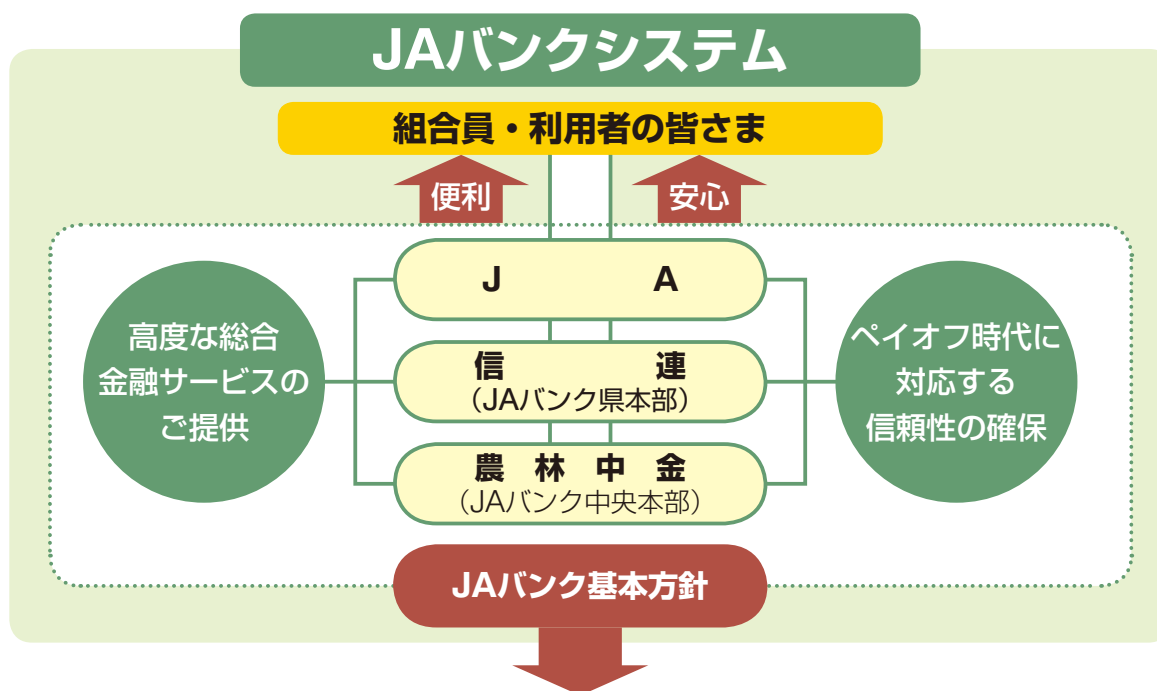 JAバンクシステム
組合員・利用者の皆さま
便利
安心
J A
高度な総合
金融サービスの
ご提供
信 連
（JAバンク県本部）
ペイオフ時代に
対応する
信頼性の確保
農 林 中 金
（JAバンク中央本部）
JAバンク基本方針